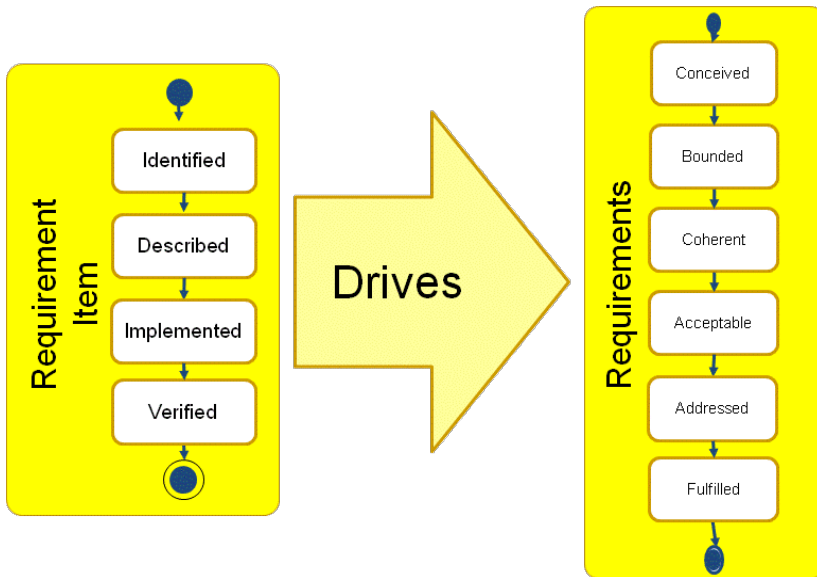 Requirement
Item
Identified
Described
Implemented
Verified
Drives
Requirements
Conceived
Bounded
Coherent
Acceptable
Addressed
Fulfilled